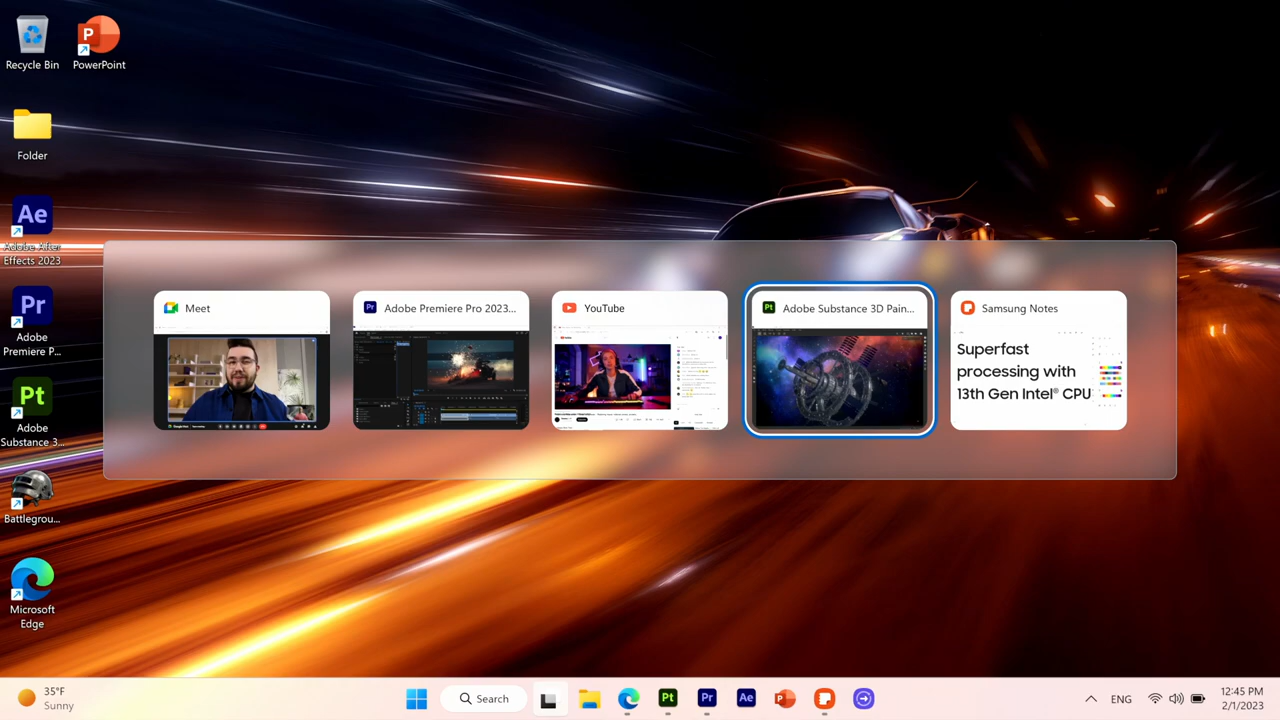 Recycle Bin
PowerPoint
Folder
Adobe After
Effects 2023
Adobe
Premiere P...
Adobe
Substance 3...
Battlegrou...
Microsoft
Edge
P
Ae
Pr
Pt
Meet
Adobe Premiere Pro 2023...
YouTube
Adobe Substance 3D Pain...
Samsung Notes
Superfast
processing with
13th Gen Intel® CPU
35°F
Sunny
Search
Pt
Pr
Ae
P
ENG
12:45 PM
2/1/2023